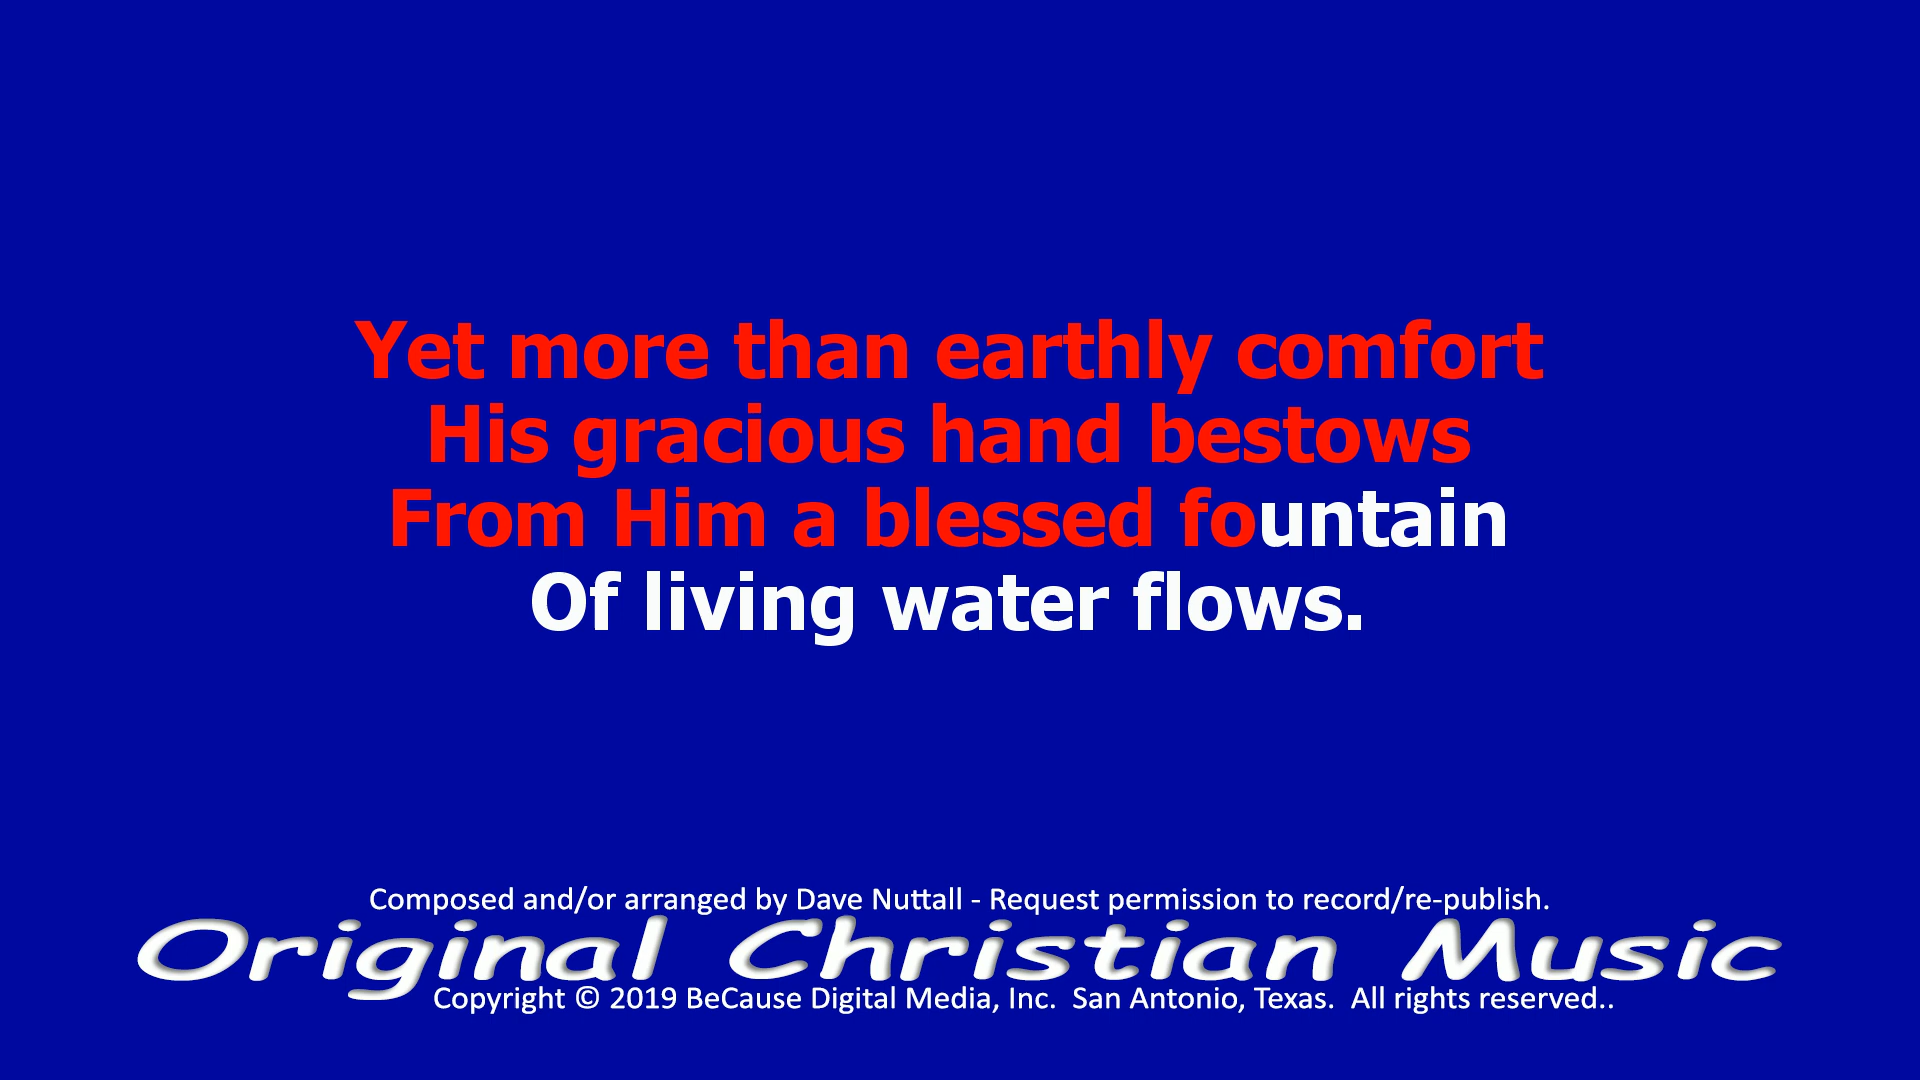 Yet more than earthly comfort
His gracious hand bestows
From Him a blessed fountain
Of living water flows.
Composed and/or arranged by Dave Nuttall - Request permission to record/re-publish.
Original Christian Music
Copyright © 2019 BeCause Digital Media, Inc.  San Antonio, Texas.  All rights reserved..